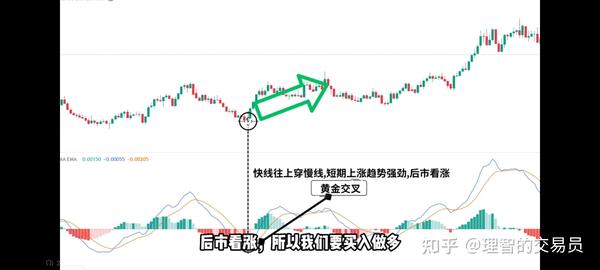 EMA 0.00150 -0.00055 0.00205
快线往上穿慢线,短期上涨趋势强劲,后市看涨
黄金交叉
后市看涨，所以我们要买入做多
知乎 @理智的交易员